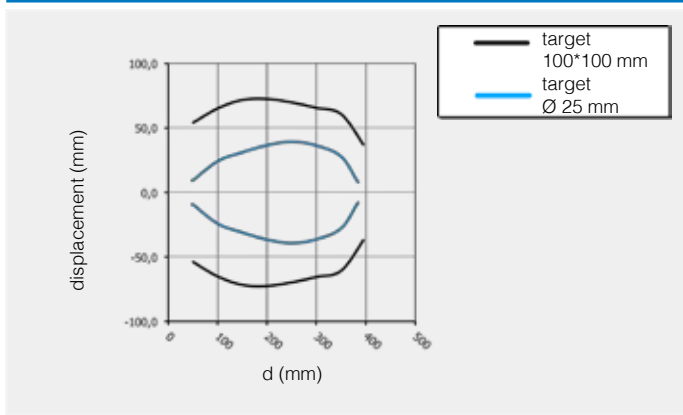 target
100*100 mm
target
Ø 25 mm
displacement (mm)
100,0
50,0
0,0
-50,0
-100,0
0 100 200 300 400 500
d (mm)